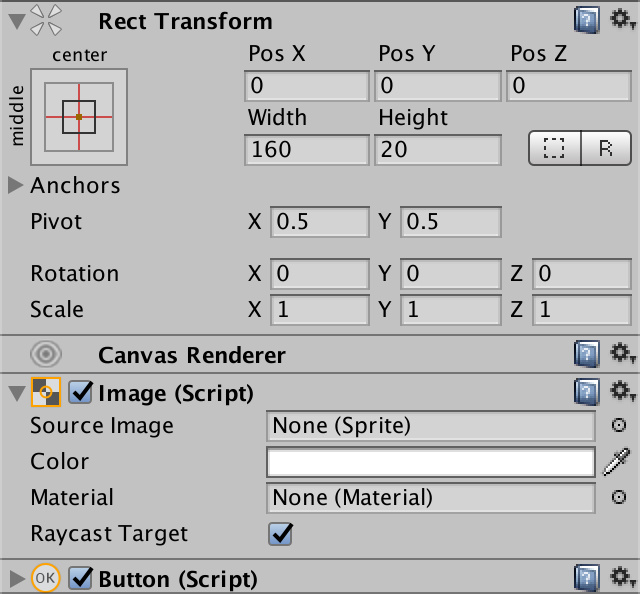 Rect Transform
center
middle
Pos X Pos Y Pos Z
0 0 0
Width Height
160 20
R
Anchors
Pivot X 0.5 Y 0.5
Rotation X 0 Y 0 Z 0
Scale X 1 Y 1 Z 1
Canvas Renderer
Image (Script)
Source Image None (Sprite)
Color
Material None (Material)
Raycast Target
OK Button (Script)